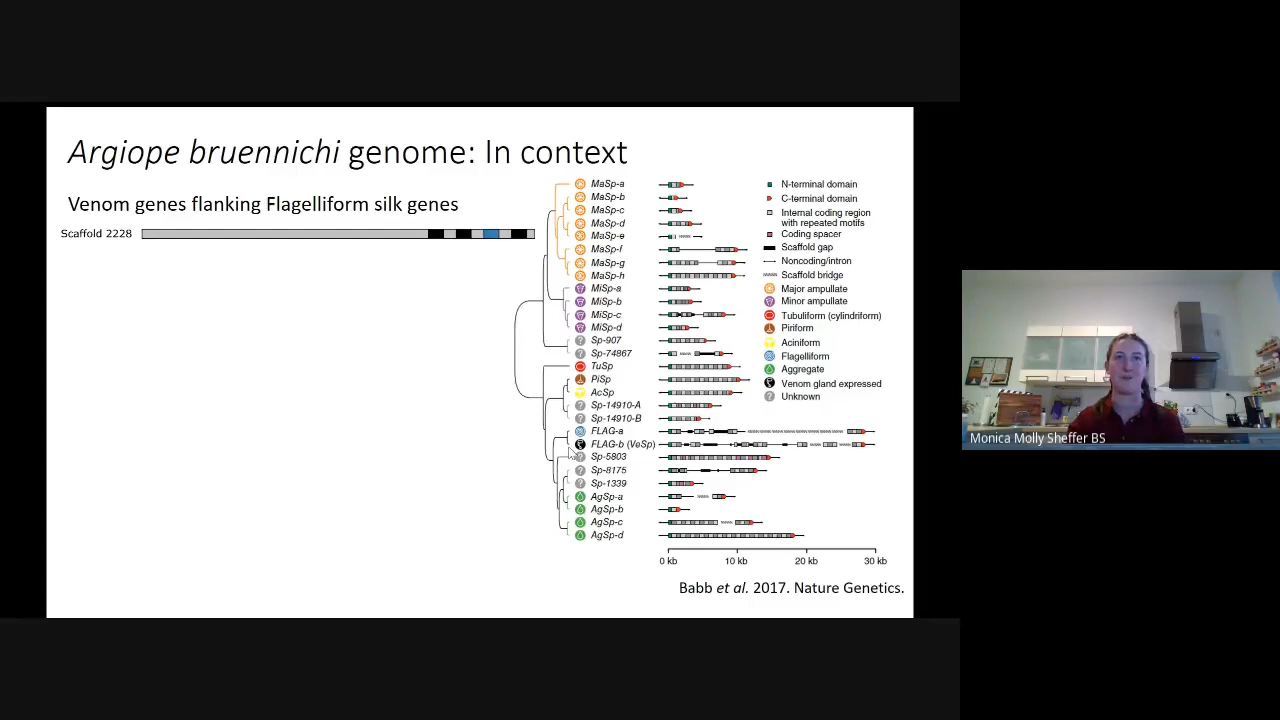 Argiope bruennichi genome: In context
Venom genes flanking Flagelliform silk genes
Scaffold 2228
MaSp-a
MaSp-b
MaSp-c
MaSp-d
MaSp-e
MaSp-f
MaSp-g
MaSp-h
MiSp-a
MiSp-b
MiSp-c
MiSp-d
Sp-907
Sp-74867
TuSp
PiSp
AcSp
Sp-14910-A
Sp-14910-B
FLAG-a
FLAG-b (VeSp)
Sp-5803
Sp-8175
Sp-1339
AgSp-a
AgSp-b
AgSp-c
AgSp-d
N-terminal domain
C-terminal domain
Internal coding region
with repeated motifs
Coding spacer
Scaffold gap
Noncoding/intron
Scaffold bridge
Major ampullate
Minor ampullate
Tubuliform (cylindriform)
Piriform
Aciniform
Flagelliform
Aggregate
Venom gland expressed
Unknown
0 kb 10 kb 20 kb 30 kb
Babb et al. 2017. Nature Genetics.
Monica Molly Sheffer BS